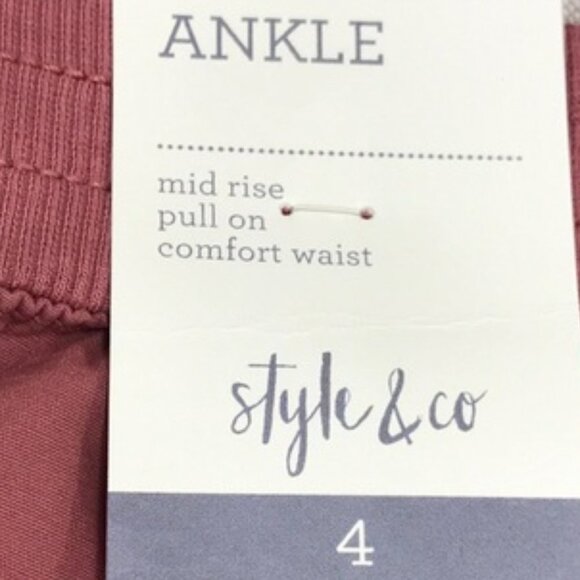 ANKLE
mid rise
pull on
comfort waist
style & co
4